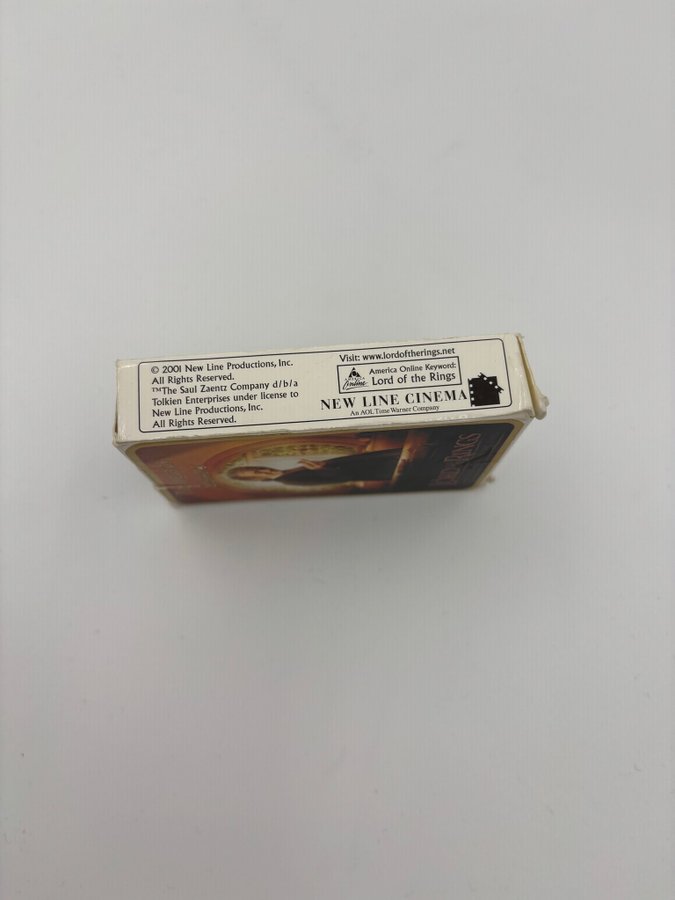 © 2001 New Line Productions, Inc.
All Rights Reserved.
™The Saul Zaentz Company d/b/a
Tolkien Enterprises under license to
New Line Productions, Inc.
All Rights Reserved.
Visit: www.lordoftherings.net
America Online Keyword:
Lord of the Rings
NEW LINE CINEMA
An AOL Time Warner Company
RINGS